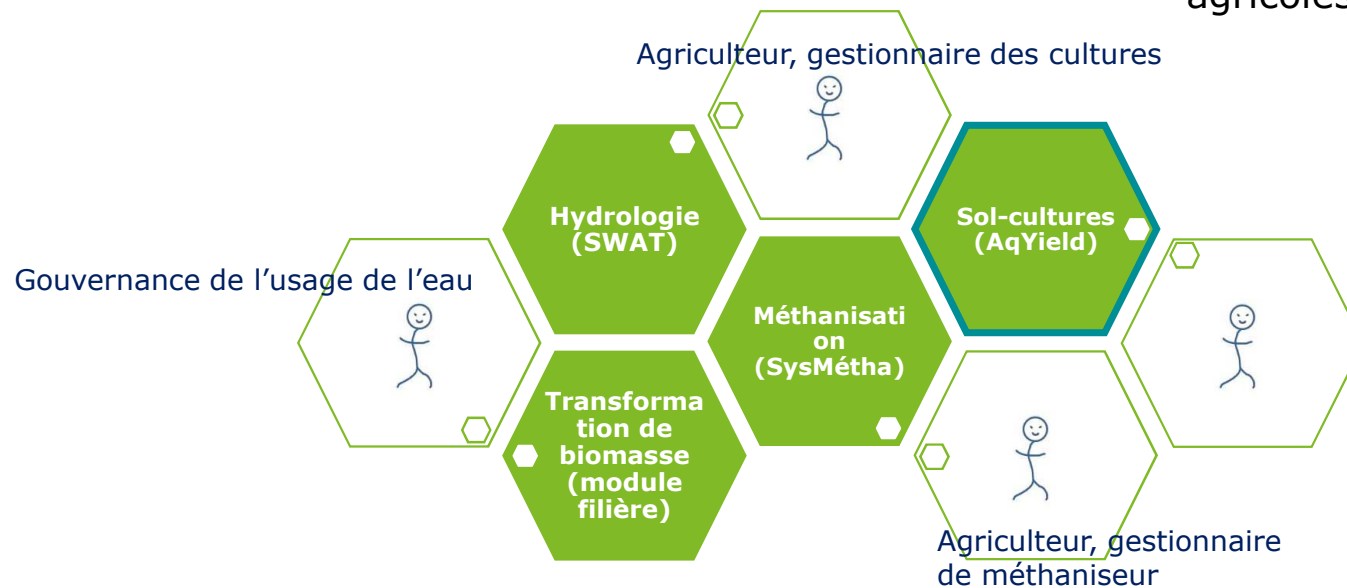 agricoles
Agriculteur, gestionnaire des cultures
Hydrologie
(SWAT)
Sol-cultures
(AqYield)
Gouvernance de l’usage de l’eau
Méthanisati
on
(SysMétha)
Transforma
tion de
biomasse
(module
filière)
Agriculteur, gestionnaire
de méthaniseur